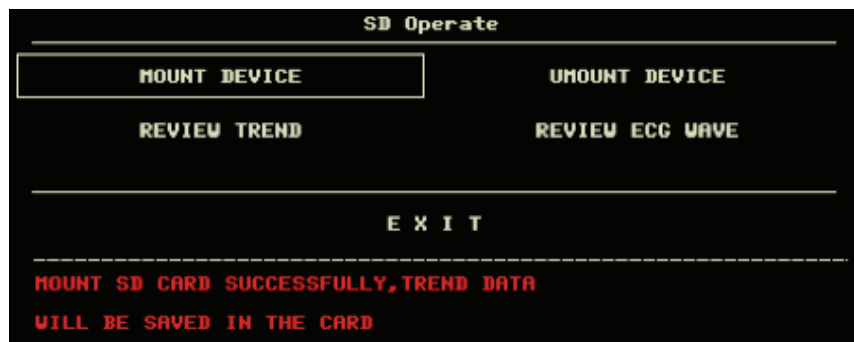 SD Operate
MOUNT DEVICE UMOUNT DEVICE
REVIEW TREND REVIEW ECG WAVE
E X I T
MOUNT SD CARD SUCCESSFULLY,TREND DATA
WILL BE SAVED IN THE CARD